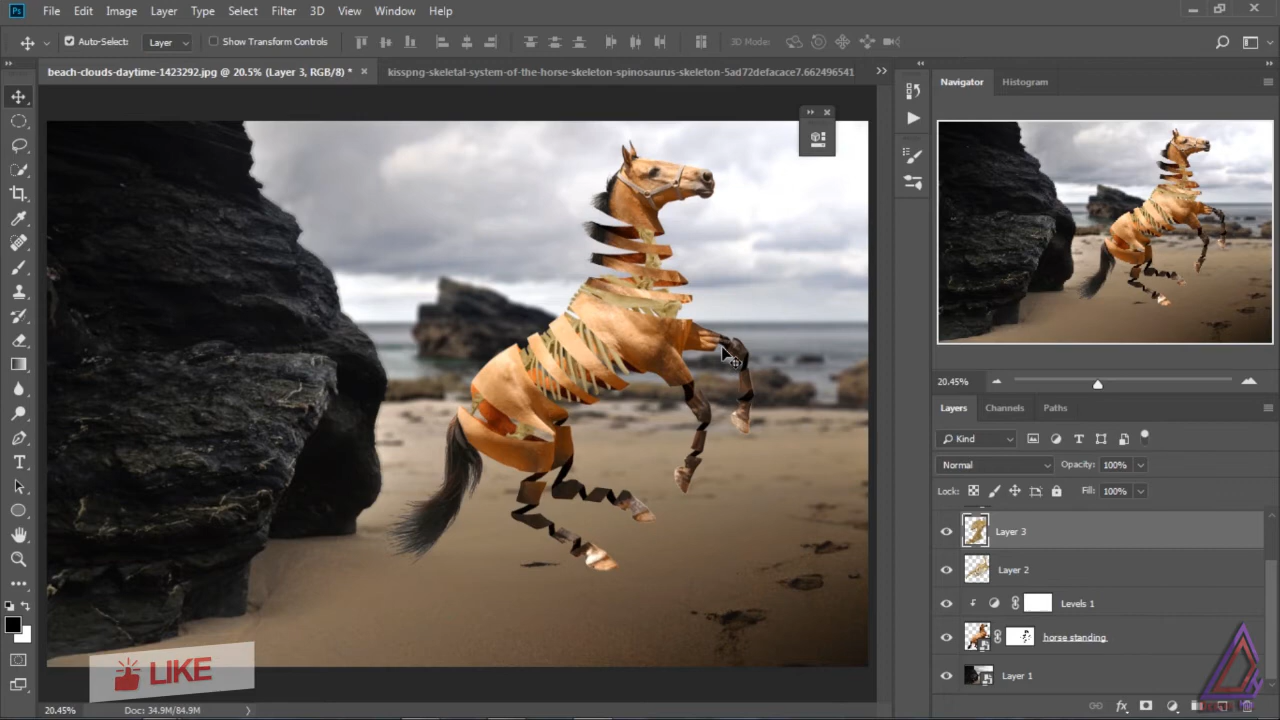 Ps File Edit Image Layer Type Select Filter 3D View Window Help
Auto-Select: Layer Show Transform Controls 3D Mode:
beach-clouds-daytime-1423292.jpg @ 20.5% (Layer 3, RGB/8) * × kisspng-skeletal-system-of-the-horse-skeleton-spinosaurus-skeleton-5ad72defacace7.662496541
Navigator Histogram
20.45%
Layers Channels Paths
Kind
Normal Opacity: 100%
Lock: Fill: 100%
Layer 3
Layer 2
Levels 1
horse standing
Layer 1
LIKE
20.45% Doc: 34.9M/84.9M